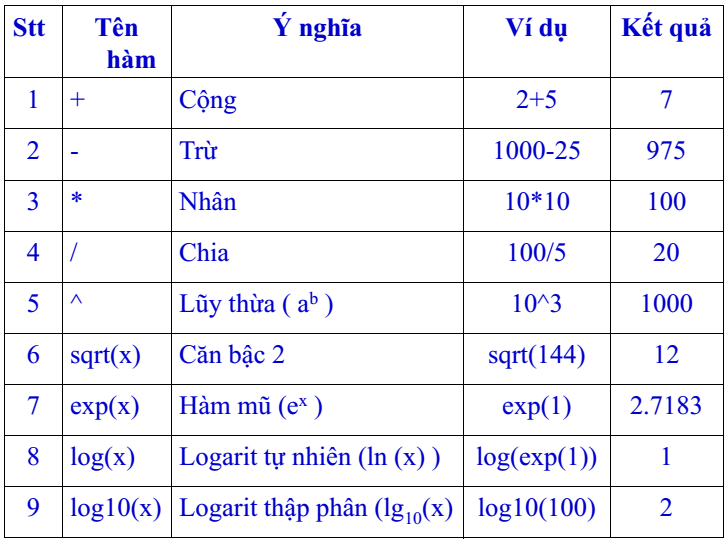 Stt Tên hàm Ý nghĩa Ví dụ Kết quả
1 + Cộng 2+5 7
2 - Trừ 1000-25 975
3 * Nhân 10*10 100
4 / Chia 100/5 20
5 ^ Lũy thừa ( aᵇ ) 10^3 1000
6 sqrt(x) Căn bậc 2 sqrt(144) 12
7 exp(x) Hàm mũ (eˣ ) exp(1) 2.7183
8 log(x) Logarit tự nhiên (ln (x) ) log(exp(1)) 1
9 log10(x) Logarit thập phân (lg₁₀(x) log10(100) 2